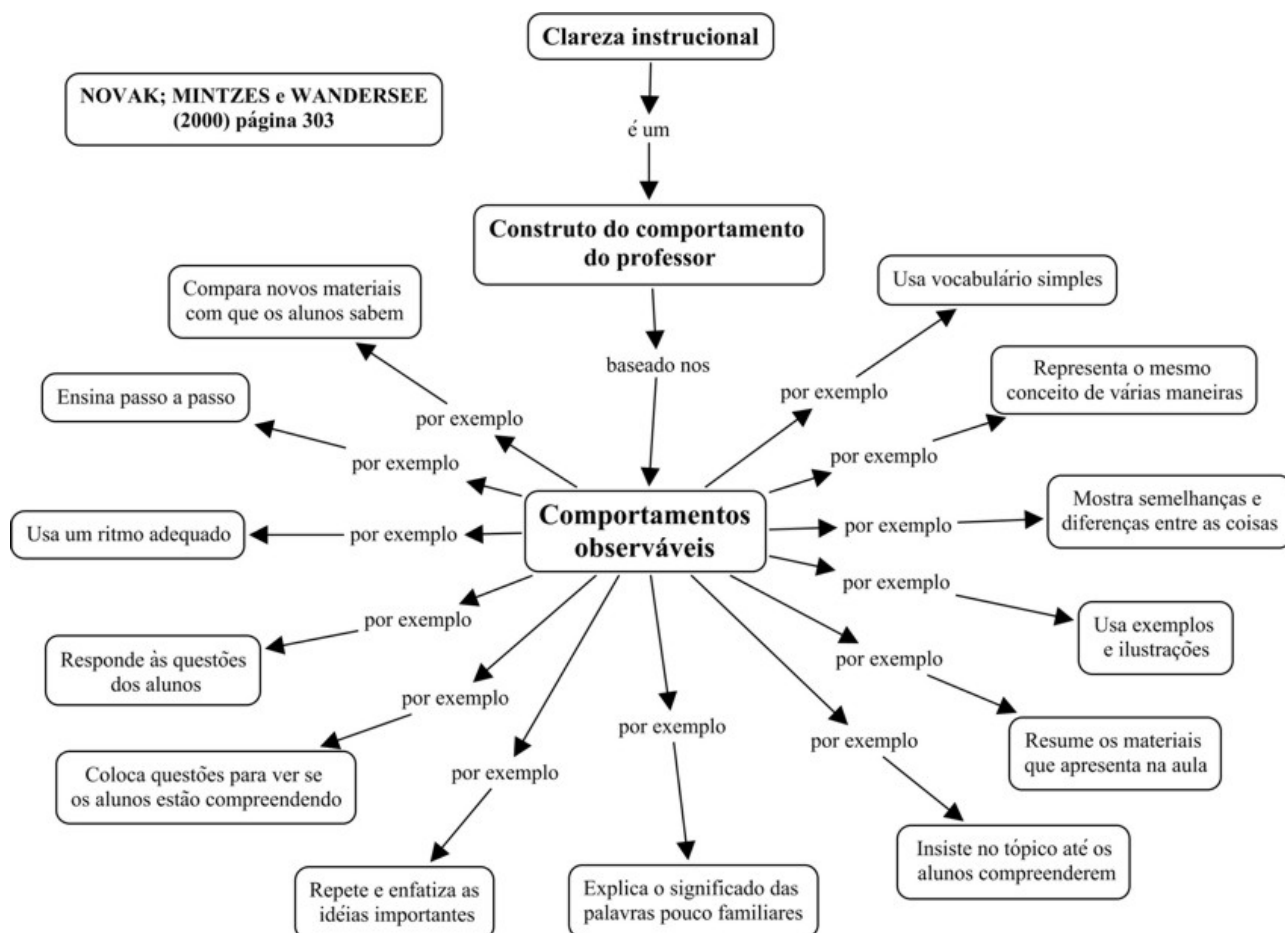 Clareza instrucional
NOVAK; MINTZES e WANDERSEE
(2000) página 303
é um
Construto do comportamento
do professor
baseado nos
Comportamentos
observáveis
por exemplo
Compara novos materiais
com que os alunos sabem
por exemplo
Ensina passo a passo
por exemplo
Usa um ritmo adequado
por exemplo
Responde às questões
dos alunos
por exemplo
Coloca questões para ver se
os alunos estão compreendendo
por exemplo
Repete e enfatiza as
idéias importantes
por exemplo
Explica o significado das
palavras pouco familiares
por exemplo
Insiste no tópico até os
alunos compreenderem
por exemplo
Resume os materiais
que apresenta na aula
por exemplo
Usa exemplos
e ilustrações
por exemplo
Mostra semelhanças e
diferenças entre as coisas
por exemplo
Representa o mesmo
conceito de várias maneiras
por exemplo
Usa vocabulário simples